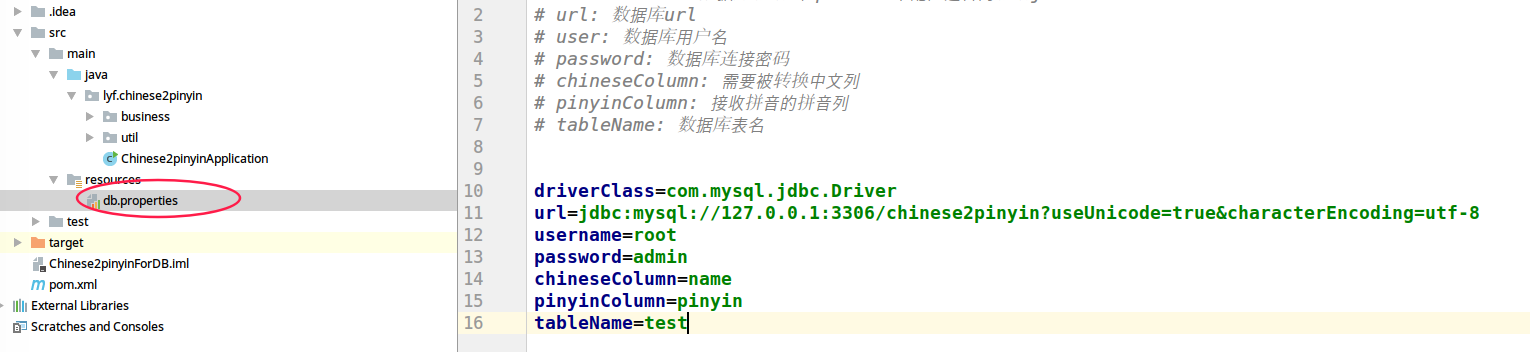 .idea
src
main
java
lyf.chinese2pinyin
business
util
Chinese2pinyinApplication
resources
db.properties
test
target
Chinese2pinyinForDB.iml
pom.xml
External Libraries
Scratches and Consoles
2 # url: 数据库url
3 # user: 数据库用户名
4 # password: 数据库连接密码
5 # chineseColumn: 需要被转换中文列
6 # pinyinColumn: 接收拼音的拼音列
7 # tableName: 数据库表名
8
9
10 driverClass=com.mysql.jdbc.Driver
11 url=jdbc:mysql://127.0.0.1:3306/chinese2pinyin?useUnicode=true&characterEncoding=utf-8
12 username=root
13 password=admin
14 chineseColumn=name
15 pinyinColumn=pinyin
16 tableName=test